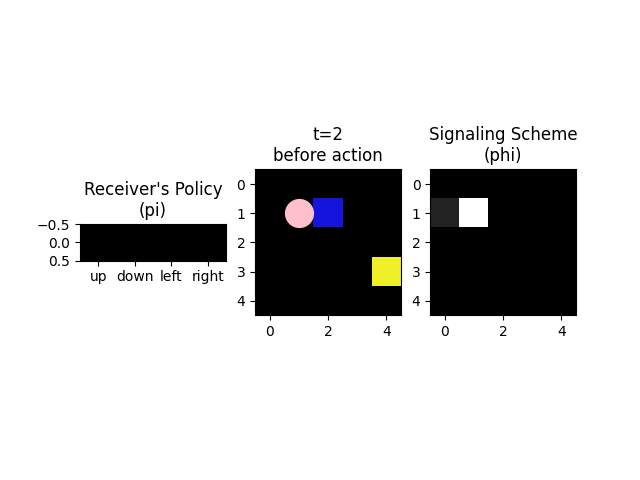 Receiver's Policy
(pi)
−0.5
0.0
0.5
up down left right
t=2
before action
0
1
2
3
4
0 2 4
Signaling Scheme
(phi)
0
1
2
3
4
0 2 4